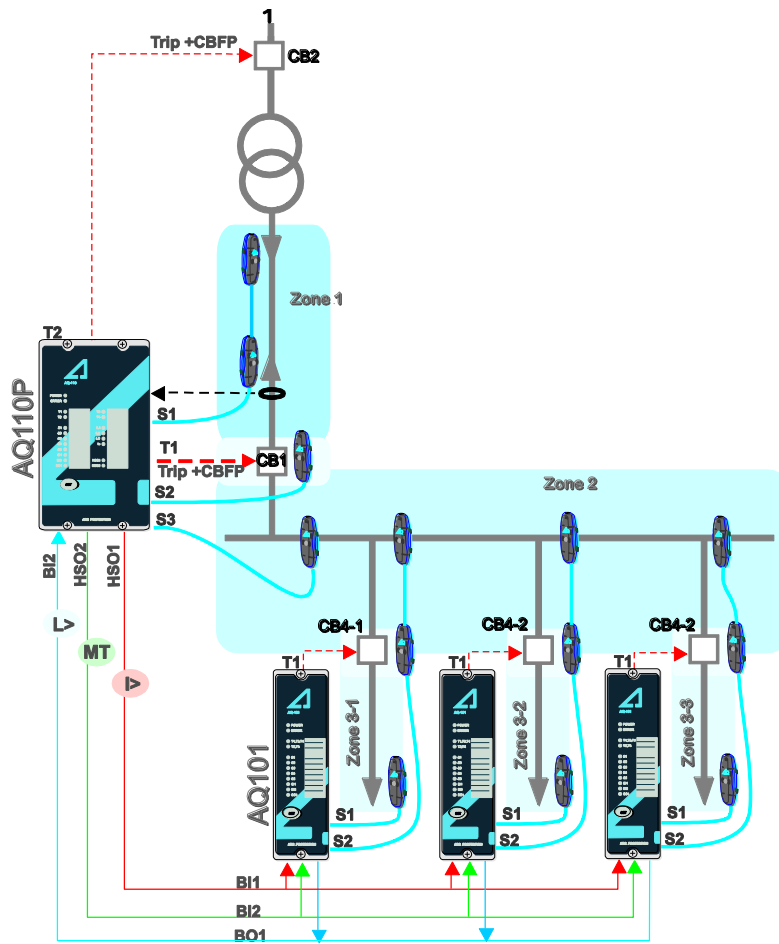 1
Trip +CBFP
CB2
Zone 1
T2
AQ110P
S1
T1
Trip +CBFP
CB1
S2
S3
Zone 2
BI2
HSO2
HSO1
L>
MT
I>
CB4-1
CB4-2
CB4-2
T1
T1
T1
Zone 3-1
Zone 3-2
Zone 3-3
AQ101
S1
S2
S1
S2
S1
S2
BI1
BI2
BO1